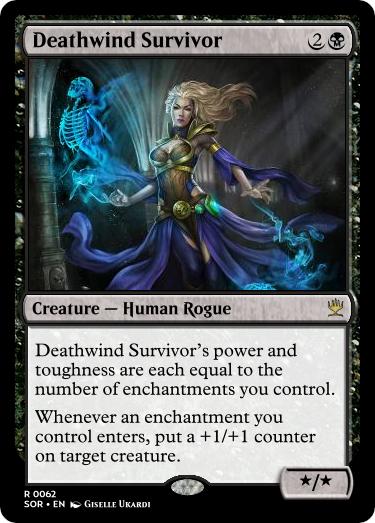 Deathwind Survivor 2
Creature — Human Rogue
Deathwind Survivor's power and
toughness are each equal to the
number of enchantments you control.
Whenever an enchantment you
control enters, put a +1/+1 counter
on target creature.
★/★
R 0062
SOR • EN Giselle Ukardi